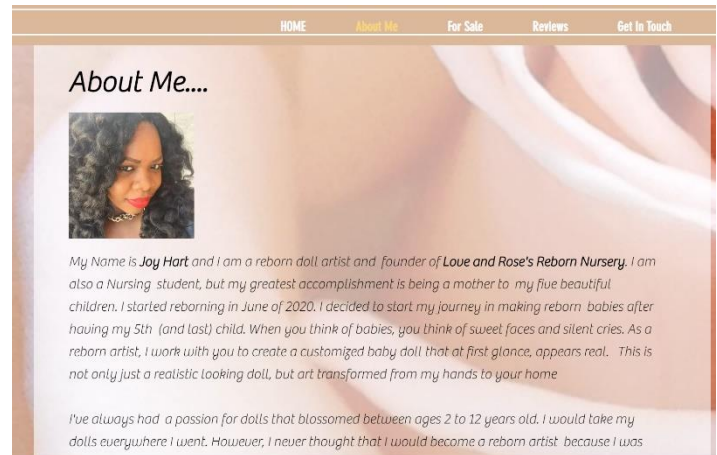 HOME About Me For Sale Reviews Get In Touch
About Me....
My Name is Joy Hart and I am a reborn doll artist and founder of Love and Rose's Reborn Nursery. I am
also a Nursing student, but my greatest accomplishment is being a mother to my five beautiful
children. I started reborning in June of 2020. I decided to start my journey in making reborn babies after
having my 5th (and last) child. When you think of babies, you think of sweet faces and silent cries. As a
reborn artist, I work with you to create a customized baby doll that at first glance, appears real. This is
not only just a realistic looking doll, but art transformed from my hands to your home
I've always had a passion for dolls that blossomed between ages 2 to 12 years old. I would take my
dolls everywhere I went. However, I never thought that I would become a reborn artist because I was